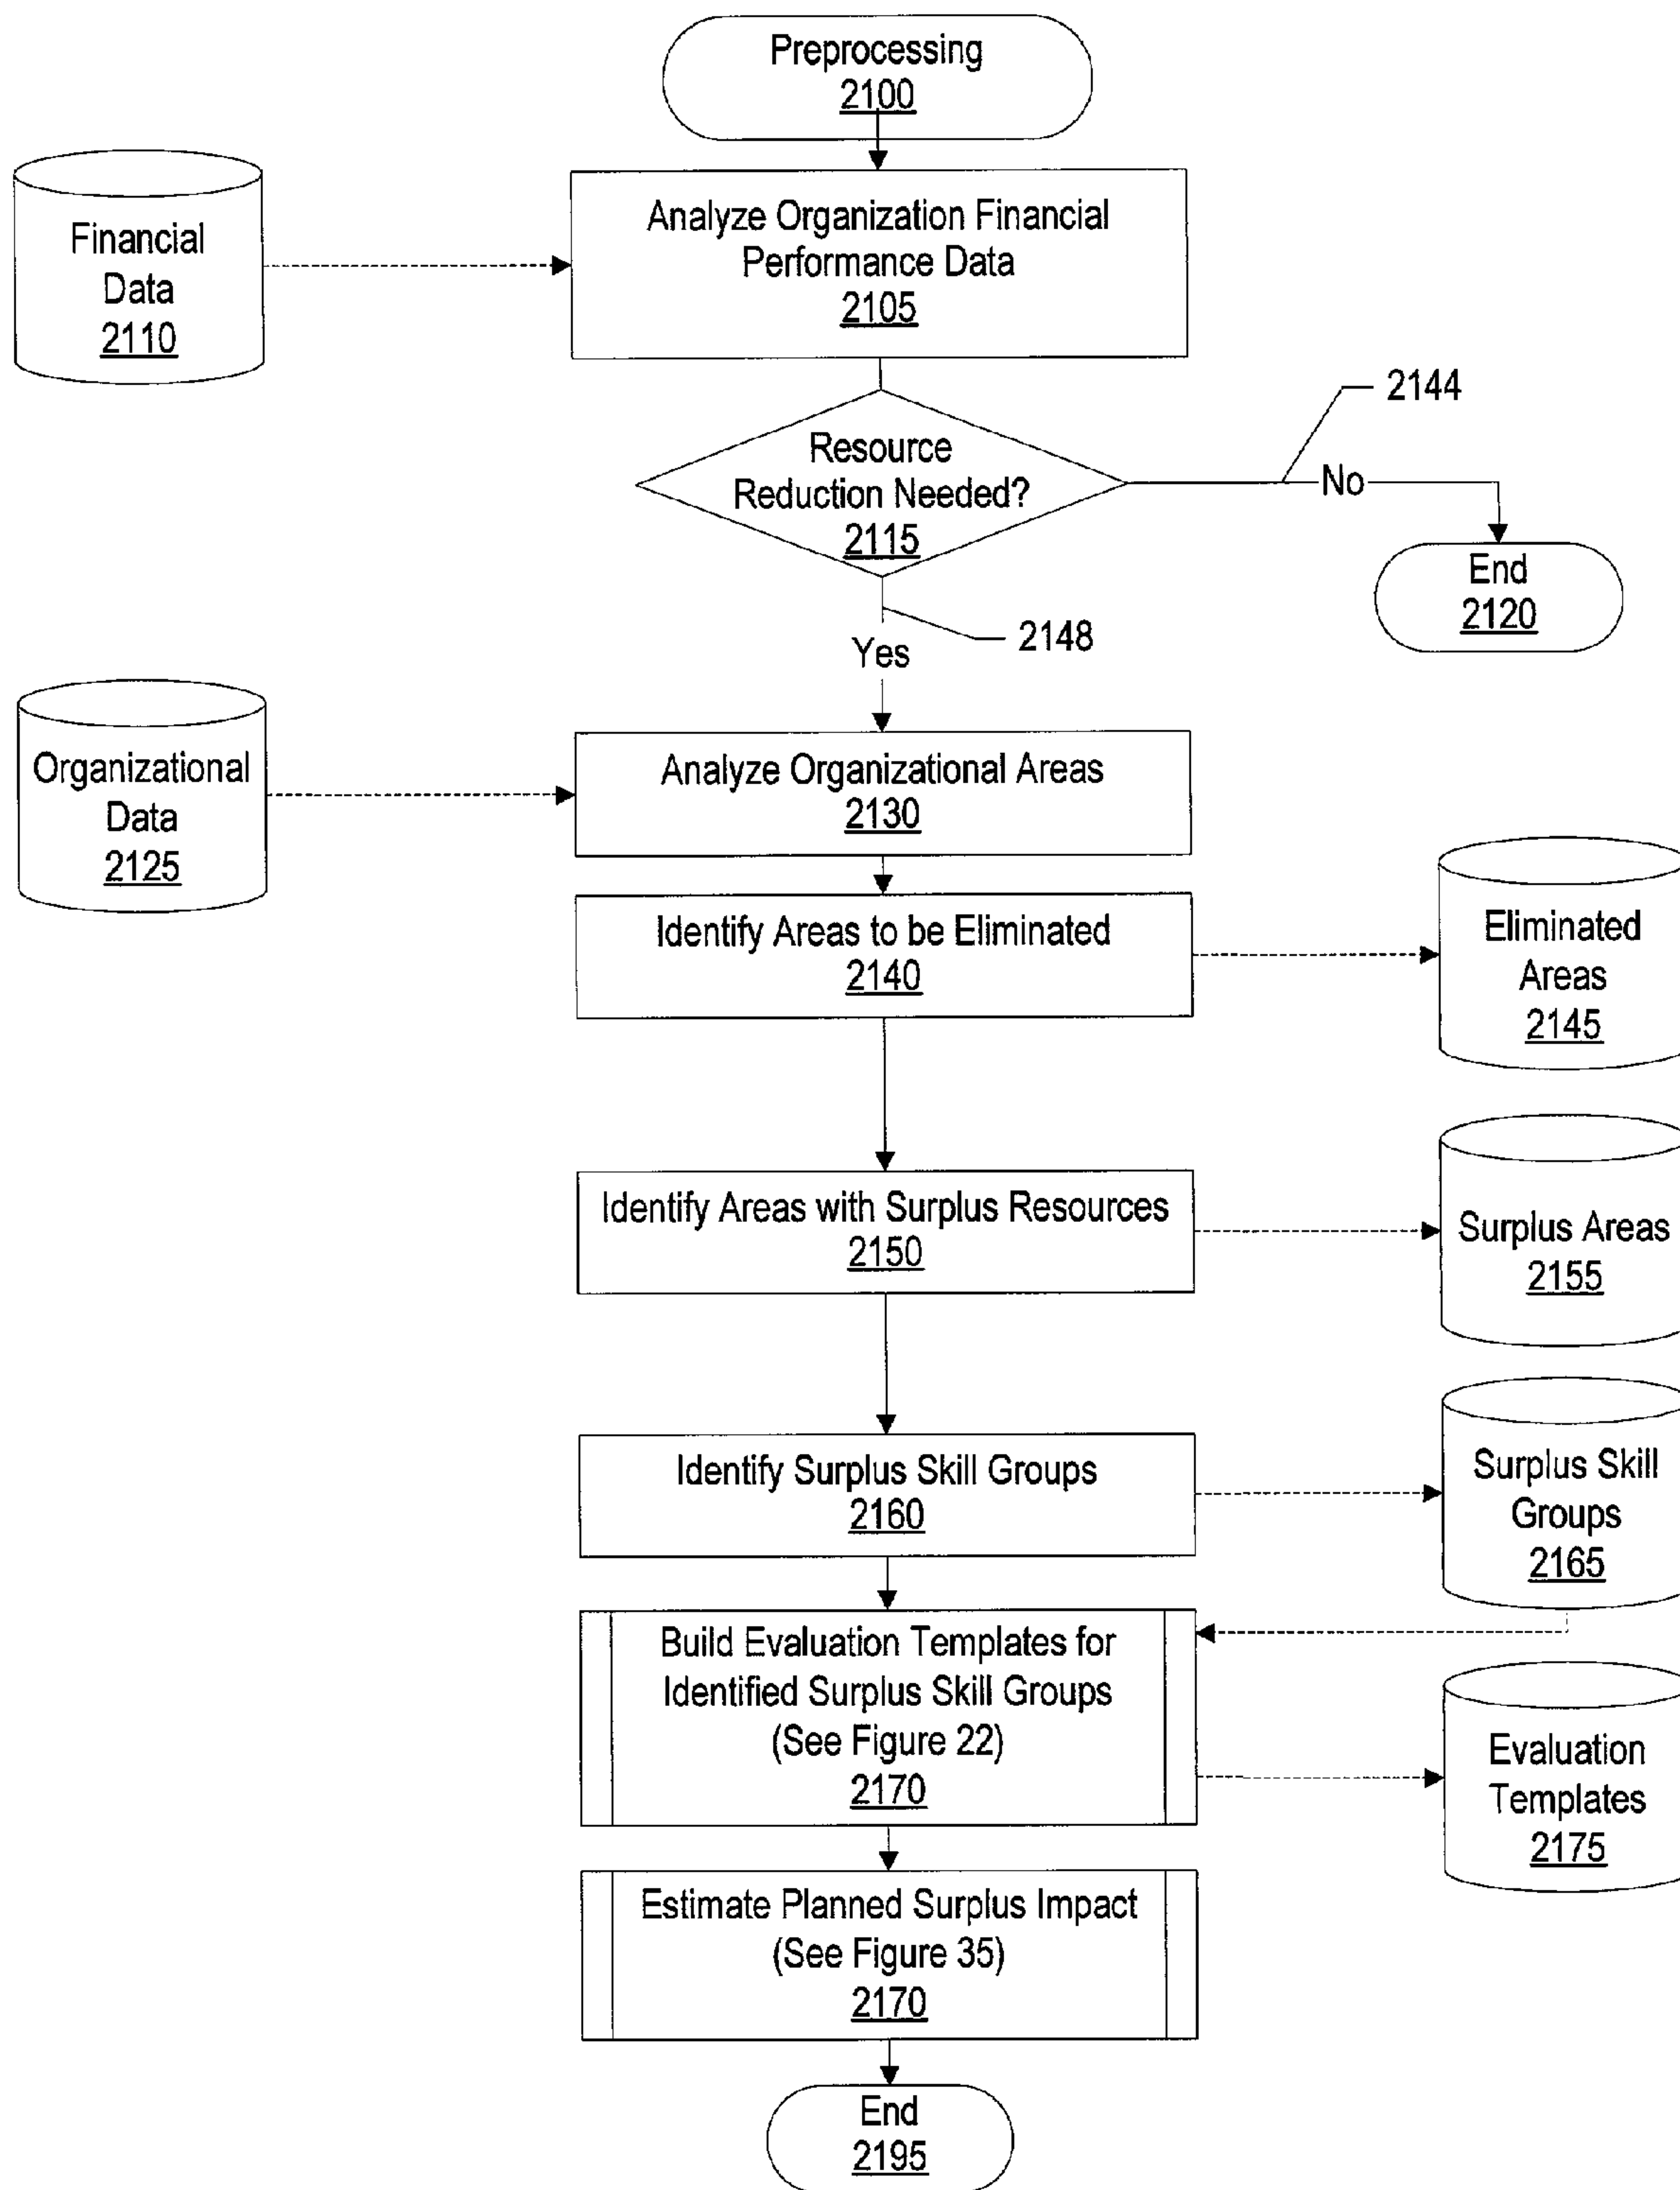 Preprocessing
2100
Financial
Data
2110
Analyze Organization Financial
Performance Data
2105
2144
Resource
Reduction Needed?
2115
No
End
2120
2148
Yes
Organizational
Data
2125
Analyze Organizational Areas
2130
Identify Areas to be Eliminated
2140
Eliminated
Areas
2145
Identify Areas with Surplus Resources
2150
Surplus Areas
2155
Identify Surplus Skill Groups
2160
Surplus Skill
Groups
2165
Build Evaluation Templates for
Identified Surplus Skill Groups
(See Figure 22)
2170
Evaluation
Templates
2175
Estimate Planned Surplus Impact
(See Figure 35)
2170
End
2195